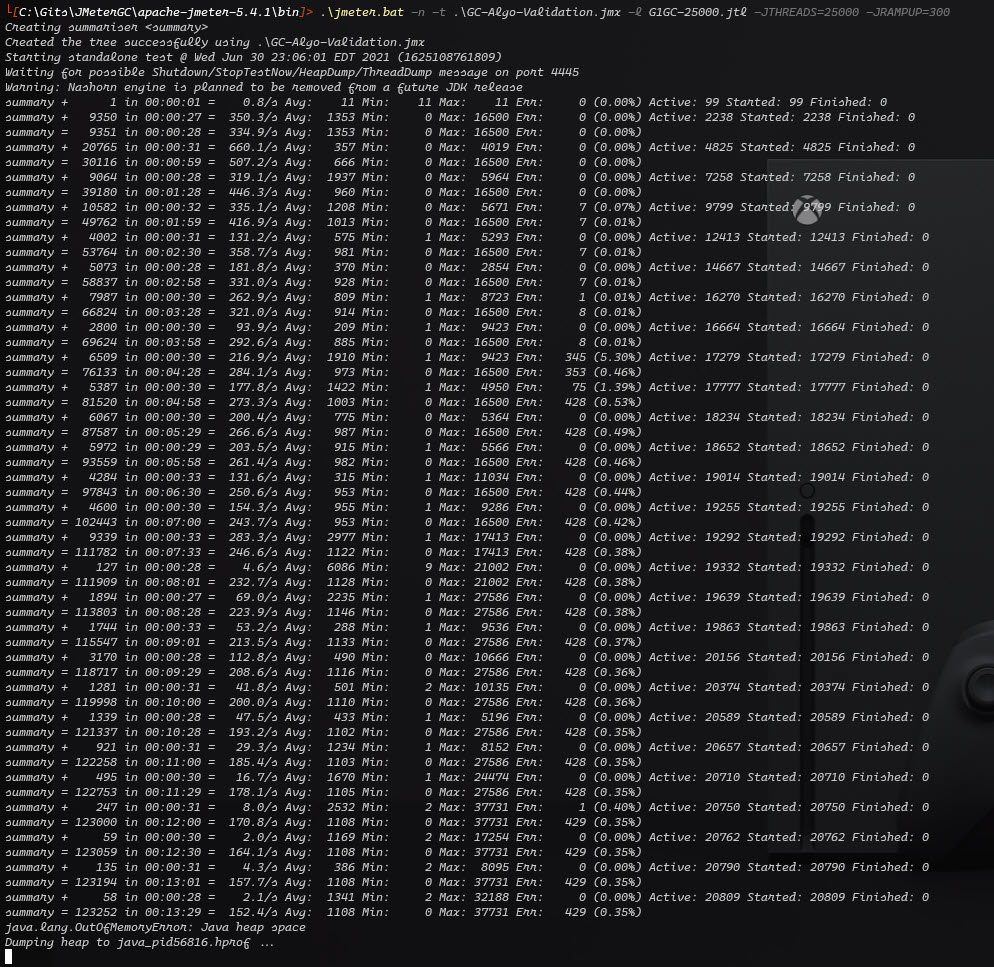 └[C:\Gits\JMeterGC\apache-jmeter-5.4.1\bin]> .\jmeter.bat -n -t .\GC-Algo-Validation.jmx -l G1GC-25000.jtl -JTHREADS=25000 -JRAMPUP=300
Creating summariser <summary>
Created the tree successfully using .\GC-Algo-Validation.jmx
Starting standalone test @ Wed Jun 30 23:06:01 EDT 2021 (1625108761809)
Waiting for possible Shutdown/StopTestNow/HeapDump/ThreadDump message on port 4445
Warning: Nashorn engine is planned to be removed from a future JDK release
summary + 1 in 00:00:01 = 0.8/s Avg: 11 Min: 11 Max: 11 Err: 0 (0.00%) Active: 99 Started: 99 Finished: 0
summary + 9350 in 00:00:27 = 350.3/s Avg: 1353 Min: 0 Max: 16500 Err: 0 (0.00%) Active: 2238 Started: 2238 Finished: 0
summary = 9351 in 00:00:28 = 334.9/s Avg: 1353 Min: 0 Max: 16500 Err: 0 (0.00%)
summary + 20765 in 00:00:31 = 660.1/s Avg: 357 Min: 0 Max: 4019 Err: 0 (0.00%) Active: 4825 Started: 4825 Finished: 0
summary = 30116 in 00:00:59 = 507.2/s Avg: 666 Min: 0 Max: 16500 Err: 0 (0.00%)
summary + 9064 in 00:00:28 = 319.1/s Avg: 1937 Min: 0 Max: 5964 Err: 0 (0.00%) Active: 7258 Started: 7258 Finished: 0
summary = 39180 in 00:01:28 = 446.3/s Avg: 960 Min: 0 Max: 16500 Err: 0 (0.00%)
summary + 10582 in 00:00:32 = 335.1/s Avg: 1208 Min: 0 Max: 5671 Err: 7 (0.07%) Active: 9799 Started: 9799 Finished: 0
summary = 49762 in 00:01:59 = 416.9/s Avg: 1013 Min: 0 Max: 16500 Err: 7 (0.01%)
summary + 4002 in 00:00:31 = 131.2/s Avg: 575 Min: 1 Max: 5293 Err: 0 (0.00%) Active: 12413 Started: 12413 Finished: 0
summary = 53764 in 00:02:30 = 358.7/s Avg: 981 Min: 0 Max: 16500 Err: 7 (0.01%)
summary + 5073 in 00:00:28 = 181.8/s Avg: 370 Min: 0 Max: 2854 Err: 0 (0.00%) Active: 14667 Started: 14667 Finished: 0
summary = 58837 in 00:02:58 = 331.0/s Avg: 928 Min: 0 Max: 16500 Err: 7 (0.01%)
summary + 7987 in 00:00:30 = 262.9/s Avg: 809 Min: 1 Max: 8723 Err: 1 (0.01%) Active: 16270 Started: 16270 Finished: 0
summary = 66824 in 00:03:28 = 321.0/s Avg: 914 Min: 0 Max: 16500 Err: 8 (0.01%)
summary + 2800 in 00:00:30 = 93.9/s Avg: 209 Min: 1 Max: 9423 Err: 0 (0.00%) Active: 16664 Started: 16664 Finished: 0
summary = 69624 in 00:03:58 = 292.6/s Avg: 885 Min: 0 Max: 16500 Err: 8 (0.01%)
summary + 6509 in 00:00:30 = 216.9/s Avg: 1910 Min: 1 Max: 9423 Err: 345 (5.30%) Active: 17279 Started: 17279 Finished: 0
summary = 76133 in 00:04:28 = 284.1/s Avg: 973 Min: 0 Max: 16500 Err: 353 (0.46%)
summary + 5387 in 00:00:30 = 177.8/s Avg: 1422 Min: 1 Max: 4950 Err: 75 (1.39%) Active: 17777 Started: 17777 Finished: 0
summary = 81520 in 00:04:58 = 273.3/s Avg: 1003 Min: 0 Max: 16500 Err: 428 (0.53%)
summary + 6067 in 00:00:30 = 200.4/s Avg: 775 Min: 0 Max: 5364 Err: 0 (0.00%) Active: 18234 Started: 18234 Finished: 0
summary = 87587 in 00:05:29 = 266.6/s Avg: 987 Min: 0 Max: 16500 Err: 428 (0.49%)
summary + 5972 in 00:00:29 = 203.5/s Avg: 915 Min: 1 Max: 5566 Err: 0 (0.00%) Active: 18652 Started: 18652 Finished: 0
summary = 93559 in 00:05:58 = 261.4/s Avg: 982 Min: 0 Max: 16500 Err: 428 (0.46%)
summary + 4284 in 00:00:33 = 131.6/s Avg: 315 Min: 1 Max: 11034 Err: 0 (0.00%) Active: 19014 Started: 19014 Finished: 0
summary = 97843 in 00:06:30 = 250.6/s Avg: 953 Min: 0 Max: 16500 Err: 428 (0.44%)
summary + 4600 in 00:00:30 = 154.3/s Avg: 955 Min: 1 Max: 9286 Err: 0 (0.00%) Active: 19255 Started: 19255 Finished: 0
summary = 102443 in 00:07:00 = 243.7/s Avg: 953 Min: 0 Max: 16500 Err: 428 (0.42%)
summary + 9339 in 00:00:33 = 283.3/s Avg: 2977 Min: 1 Max: 17413 Err: 0 (0.00%) Active: 19292 Started: 19292 Finished: 0
summary = 111782 in 00:07:33 = 246.6/s Avg: 1122 Min: 0 Max: 17413 Err: 428 (0.38%)
summary + 127 in 00:00:28 = 4.6/s Avg: 6086 Min: 9 Max: 21002 Err: 0 (0.00%) Active: 19332 Started: 19332 Finished: 0
summary = 111909 in 00:08:01 = 232.7/s Avg: 1128 Min: 0 Max: 21002 Err: 428 (0.38%)
summary + 1894 in 00:00:27 = 69.0/s Avg: 2235 Min: 1 Max: 27586 Err: 0 (0.00%) Active: 19639 Started: 19639 Finished: 0
summary = 113803 in 00:08:28 = 223.9/s Avg: 1146 Min: 0 Max: 27586 Err: 428 (0.38%)
summary + 1744 in 00:00:33 = 53.2/s Avg: 288 Min: 1 Max: 9536 Err: 0 (0.00%) Active: 19863 Started: 19863 Finished: 0
summary = 115547 in 00:09:01 = 213.5/s Avg: 1133 Min: 0 Max: 27586 Err: 428 (0.37%)
summary + 3170 in 00:00:28 = 112.8/s Avg: 490 Min: 0 Max: 10666 Err: 0 (0.00%) Active: 20156 Started: 20156 Finished: 0
summary = 118717 in 00:09:29 = 208.6/s Avg: 1116 Min: 0 Max: 27586 Err: 428 (0.36%)
summary + 1281 in 00:00:31 = 41.8/s Avg: 501 Min: 2 Max: 10135 Err: 0 (0.00%) Active: 20374 Started: 20374 Finished: 0
summary = 119998 in 00:10:00 = 200.0/s Avg: 1110 Min: 0 Max: 27586 Err: 428 (0.36%)
summary + 1339 in 00:00:28 = 47.5/s Avg: 433 Min: 1 Max: 5196 Err: 0 (0.00%) Active: 20589 Started: 20589 Finished: 0
summary = 121337 in 00:10:28 = 193.2/s Avg: 1102 Min: 0 Max: 27586 Err: 428 (0.35%)
summary + 921 in 00:00:31 = 29.3/s Avg: 1234 Min: 1 Max: 8152 Err: 0 (0.00%) Active: 20657 Started: 20657 Finished: 0
summary = 122258 in 00:11:00 = 185.4/s Avg: 1103 Min: 0 Max: 27586 Err: 428 (0.35%)
summary + 495 in 00:00:30 = 16.7/s Avg: 1670 Min: 1 Max: 24474 Err: 0 (0.00%) Active: 20710 Started: 20710 Finished: 0
summary = 122753 in 00:11:29 = 178.1/s Avg: 1105 Min: 0 Max: 27586 Err: 428 (0.35%)
summary + 247 in 00:00:31 = 8.0/s Avg: 2532 Min: 2 Max: 37731 Err: 1 (0.40%) Active: 20750 Started: 20750 Finished: 0
summary = 123000 in 00:12:00 = 170.8/s Avg: 1108 Min: 0 Max: 37731 Err: 429 (0.35%)
summary + 59 in 00:00:30 = 2.0/s Avg: 1169 Min: 2 Max: 17254 Err: 0 (0.00%) Active: 20762 Started: 20762 Finished: 0
summary = 123059 in 00:12:30 = 164.1/s Avg: 1108 Min: 0 Max: 37731 Err: 429 (0.35%)
summary + 135 in 00:00:31 = 4.3/s Avg: 386 Min: 2 Max: 8095 Err: 0 (0.00%) Active: 20790 Started: 20790 Finished: 0
summary = 123194 in 00:13:01 = 157.7/s Avg: 1108 Min: 0 Max: 37731 Err: 429 (0.35%)
summary + 58 in 00:00:28 = 2.1/s Avg: 1341 Min: 2 Max: 32188 Err: 0 (0.00%) Active: 20809 Started: 20809 Finished: 0
summary = 123252 in 00:13:29 = 152.4/s Avg: 1108 Min: 0 Max: 37731 Err: 429 (0.35%)
java.lang.OutOfMemoryError: Java heap space
Dumping heap to java_pid56816.hprof ...